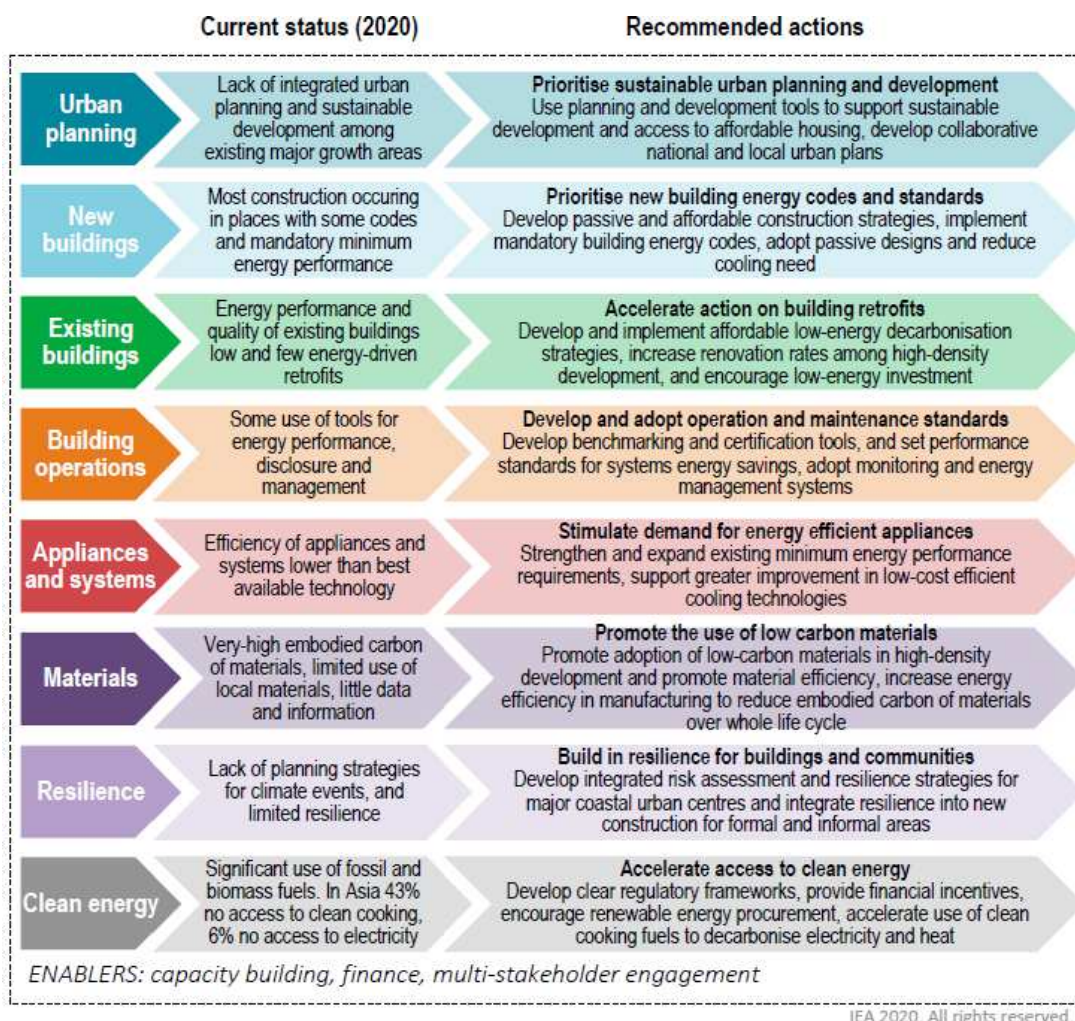 Current status (2020)
Recommended actions
Urban
planning
Lack of integrated urban
planning and sustainable
development among
existing major growth areas
Prioritise sustainable urban planning and development
Use planning and development tools to support sustainable
development and access to affordable housing, develop collaborative
national and local urban plans
New
buildings
Most construction occuring
in places with some codes
and mandatory minimum
energy performance
Prioritise new building energy codes and standards
Develop passive and affordable construction strategies, implement
mandatory building energy codes, adopt passive designs and reduce
cooling need
Existing
buildings
Energy performance and
quality of existing buildings
low and few energy-driven
retrofits
Accelerate action on building retrofits
Develop and implement affordable low-energy decarbonisation
strategies, increase renovation rates among high-density
development, and encourage low-energy investment
Building
operations
Some use of tools for
energy performance,
disclosure and
management
Develop and adopt operation and maintenance standards
Develop benchmarking and certification tools, and set performance
standards for systems energy savings, adopt monitoring and energy
management systems
Appliances
and systems
Efficiency of appliances and
systems lower than best
available technology
Stimulate demand for energy efficient appliances
Strengthen and expand existing minimum energy performance
requirements, support greater improvement in low-cost efficient
cooling technologies
Materials
Very-high embodied carbon
of materials, limited use of
local materials, little data
and information
Promote the use of low carbon materials
Promote adoption of low-carbon materials in high-density
development and promote material efficiency, increase energy
efficiency in manufacturing to reduce embodied carbon of materials
over whole life cycle
Resilience
Lack of planning strategies
for climate events, and
limited resilience
Build in resilience for buildings and communities
Develop integrated risk assessment and resilience strategies for
major coastal urban centres and integrate resilience into new
construction for formal and informal areas
Clean energy
Significant use of fossil and
biomass fuels. In Asia 43%
no access to clean cooking,
6% no access to electricity
Accelerate access to clean energy
Develop clear regulatory frameworks, provide financial incentives,
encourage renewable energy procurement, accelerate use of clean
cooking fuels to decarbonise electricity and heat
ENABLERS: capacity building, finance, multi-stakeholder engagement
IEA 2020. All rights reserved.